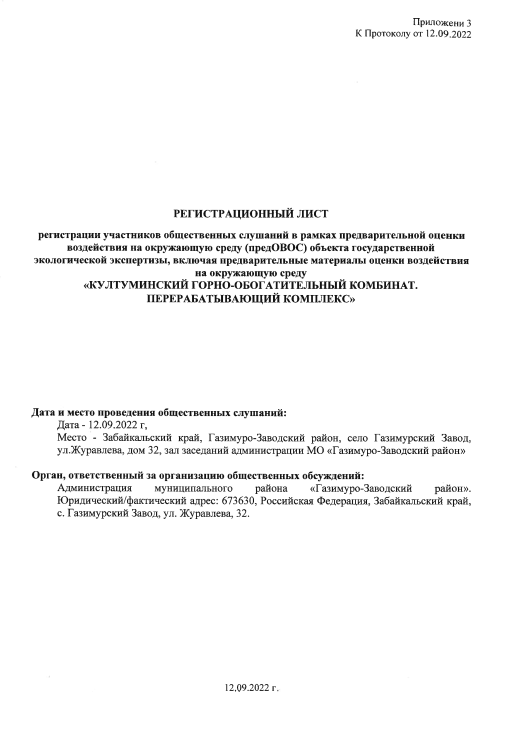 Приложени 3
К Протоколу от 12.09.2022
РЕГИСТРАЦИОННЫЙ ЛИСТ
регистрации участников общественных слушаний в рамках предварительной оценки
воздействия на окружающую среду (предОВОС) объекта государственной
экологической экспертизы, включая предварительные материалы оценки воздействия
на окружающую среду
«КУЛТУМИНСКИЙ ГОРНО-ОБОГАТИТЕЛЬНЫЙ КОМБИНАТ.
ПЕРЕРАБАТЫВАЮЩИЙ КОМПЛЕКС»
Дата и место проведения общественных слушаний:
Дата - 12.09.2022 г,
Место - Забайкальский край, Газимуро-Заводский район, село Газимурский Завод,
ул.Журавлева, дом 32, зал заседаний администрации МО «Газимуро-Заводский район»
Орган, ответственный за организацию общественных обсуждений:
Администрация муниципального района «Газимуро-Заводский район».
Юридический/фактический адрес: 673630, Российская Федерация, Забайкальский край,
с. Газимурский Завод, ул. Журавлева, 32.
12.09.2022 г.